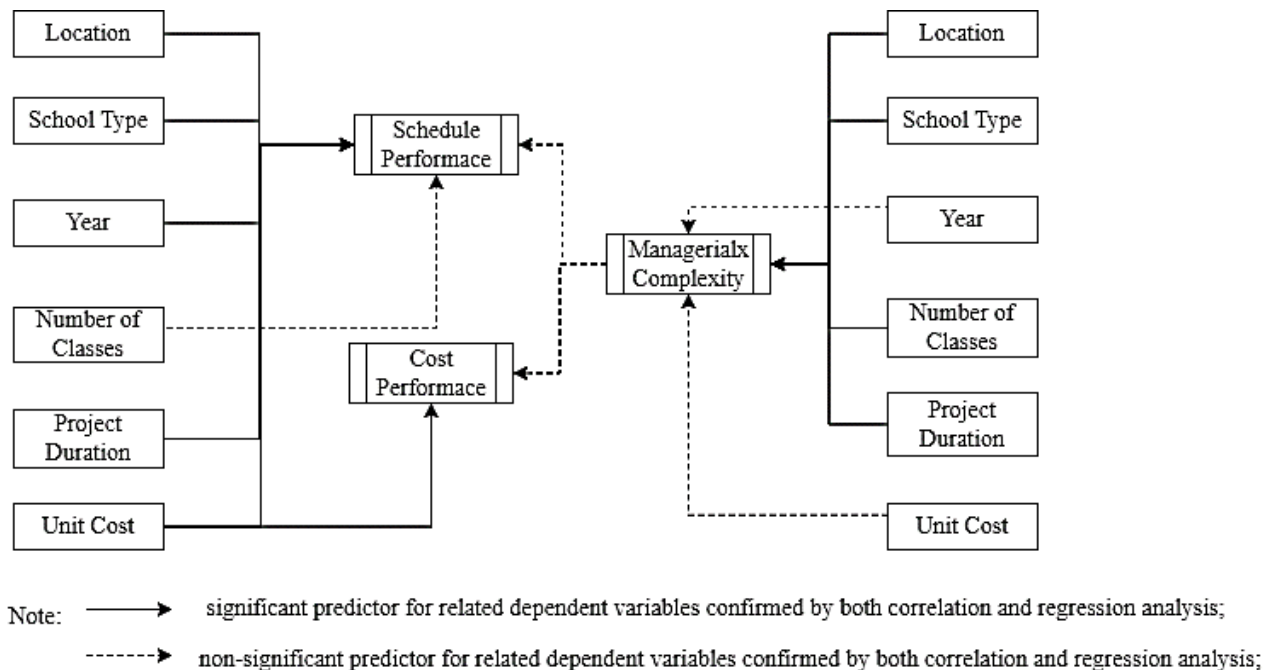 Location
School Type
Year
Number of
Classes
Project
Duration
Unit Cost
Schedule
Performace
Cost
Performace
Managerialx
Complexity
Location
School Type
Year
Number of
Classes
Project
Duration
Unit Cost
Note:
significant predictor for related dependent variables confirmed by both correlation and regression analysis;
non-significant predictor for related dependent variables confirmed by both correlation and regression analysis;